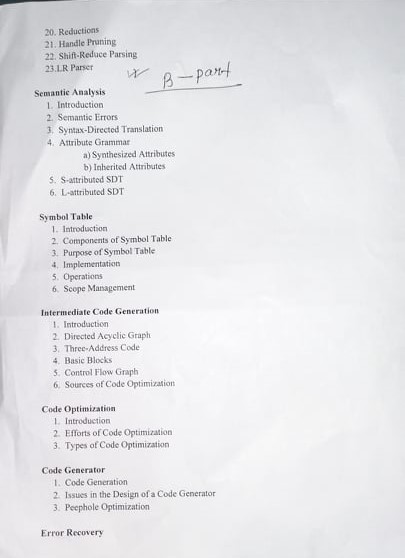 20. Reductions
21. Handle Pruning
22. Shift-Reduce Parsing
23.LR Parser
B-part
Semantic Analysis
1. Introduction
2. Semantic Errors
3. Syntax-Directed Translation
4. Attribute Grammar
a) Synthesized Attributes
b) Inherited Attributes
5. S-attributed SDT
6. L-attributed SDT
Symbol Table
1. Introduction
2. Components of Symbol Table
3. Purpose of Symbol Table
4. Implementation
5. Operations
6. Scope Management
Intermediate Code Generation
1. Introduction
2. Directed Acyclic Graph
3. Three-Address Code
4. Basic Blocks
5. Control Flow Graph
6. Sources of Code Optimization
Code Optimization
1. Introduction
2. Efforts of Code Optimization
3. Types of Code Optimization
Code Generator
1. Code Generation
2. Issues in the Design of a Code Generator
3. Peephole Optimization
Error Recovery